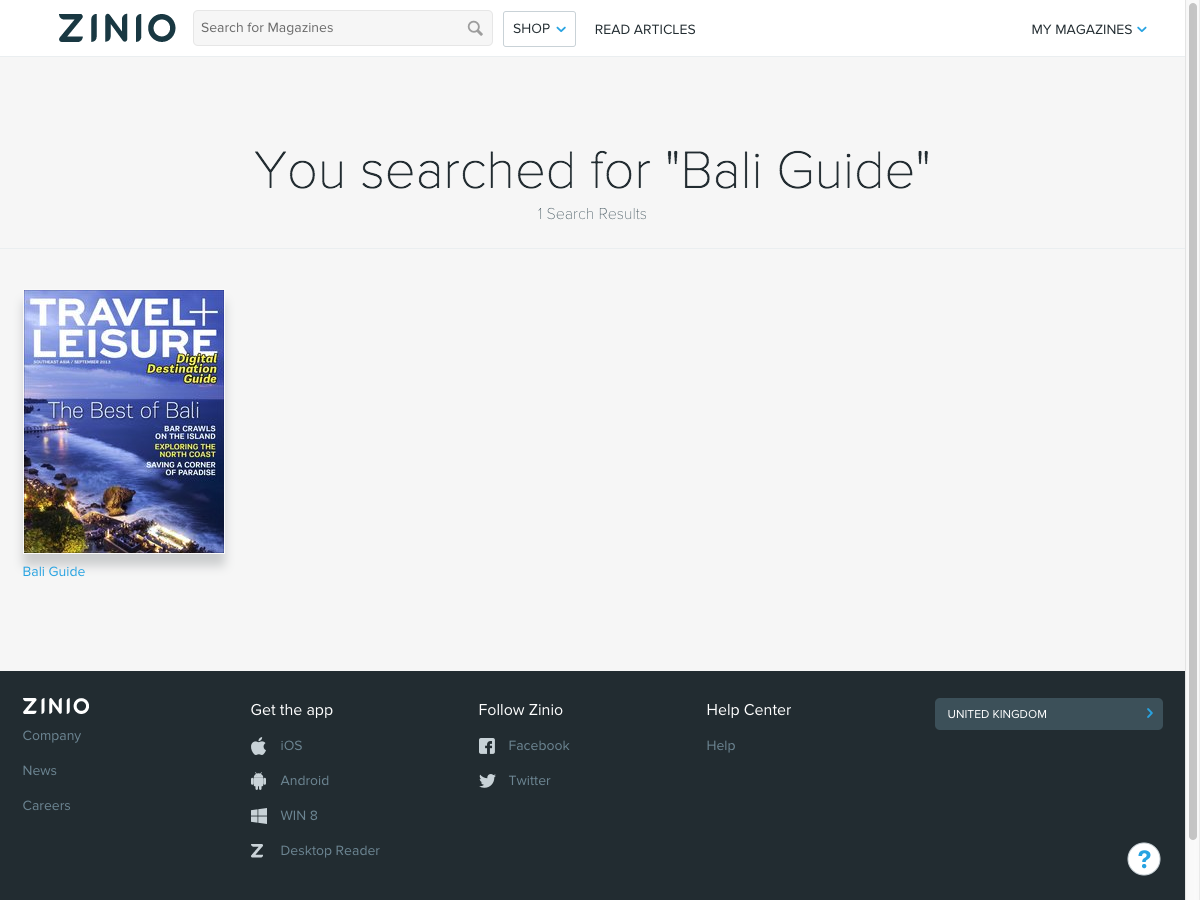 ZINIO
Search for Magazines
SHOP
READ ARTICLES
MY MAGAZINES
You searched for "Bali Guide"
1 Search Results
TRAVEL+
LEISURE
SOUTHEAST ASIA / SEPTEMBER 2013
Digital
Destination
Guide
The Best of Bali
BAR CRAWLS
ON THE ISLAND
EXPLORING THE
NORTH COAST
SAVING A CORNER
OF PARADISE
Bali Guide
ZINIO
Company
News
Careers
Get the app
iOS
Android
WIN 8
Desktop Reader
Follow Zinio
Facebook
Twitter
Help Center
Help
UNITED KINGDOM
?